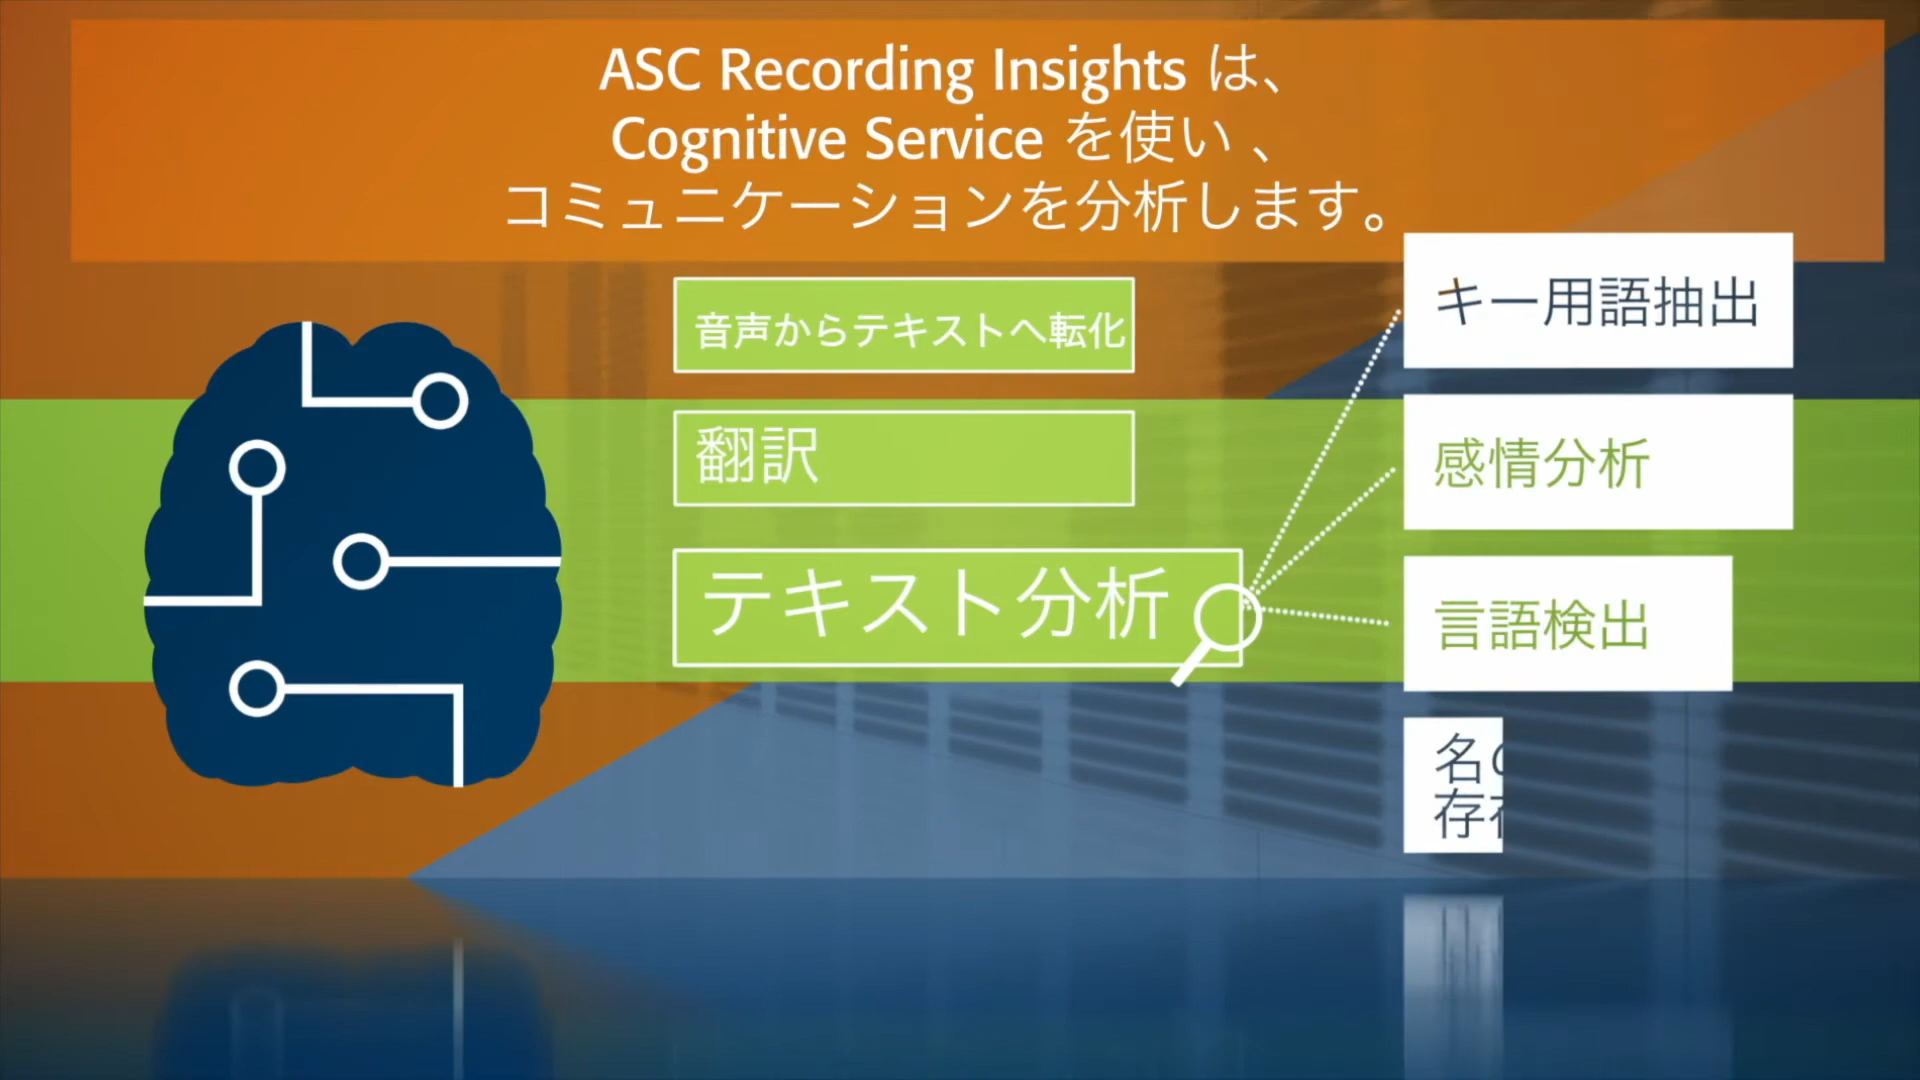 ASC Recording Insights は、
Cognitive Service を使い 、
コミュニケーションを分析します。
音声からテキストへ転化
翻訳
テキスト分析
キー用語抽出
感情分析
言語検出
名
存